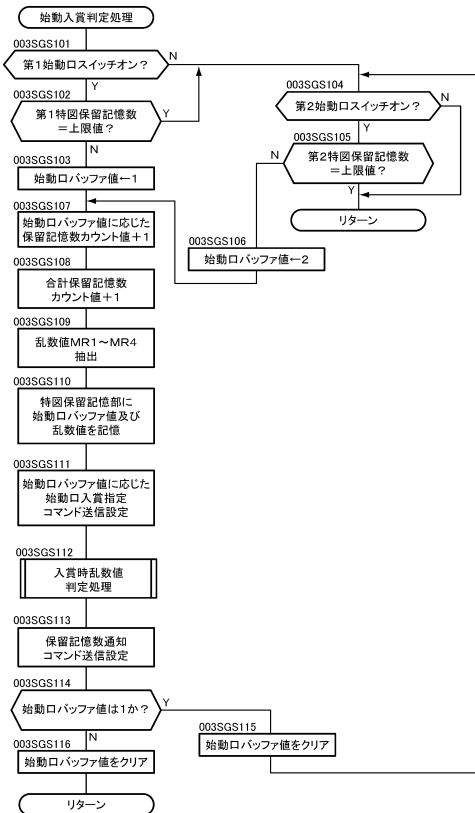 始動入賞判定処理
003SGS101
第1始動口スイッチオン?
N
Y
003SGS102
第1特図保留記憶数
=上限値?
Y
N
003SGS103
始動口バッファ値←1
003SGS104
第2始動口スイッチオン?
N
Y
003SGS105
第2特図保留記憶数
=上限値?
N
Y
リターン
003SGS106
始動口バッファ値←2
003SGS107
始動口バッファ値に応じた
保留記憶数カウント値+1
003SGS108
合計保留記憶数
カウント値+1
003SGS109
乱数値MR1~MR4
抽出
003SGS110
特図保留記憶部に
始動口バッファ値及び
乱数値を記憶
003SGS111
始動口バッファ値に応じた
始動口入賞指定
コマンド送信設定
003SGS112
入賞時乱数値
判定処理
003SGS113
保留記憶数通知
コマンド送信設定
003SGS114
始動口バッファ値は1か?
Y
N
003SGS115
始動口バッファ値をクリア
003SGS116
始動口バッファ値をクリア
リターン